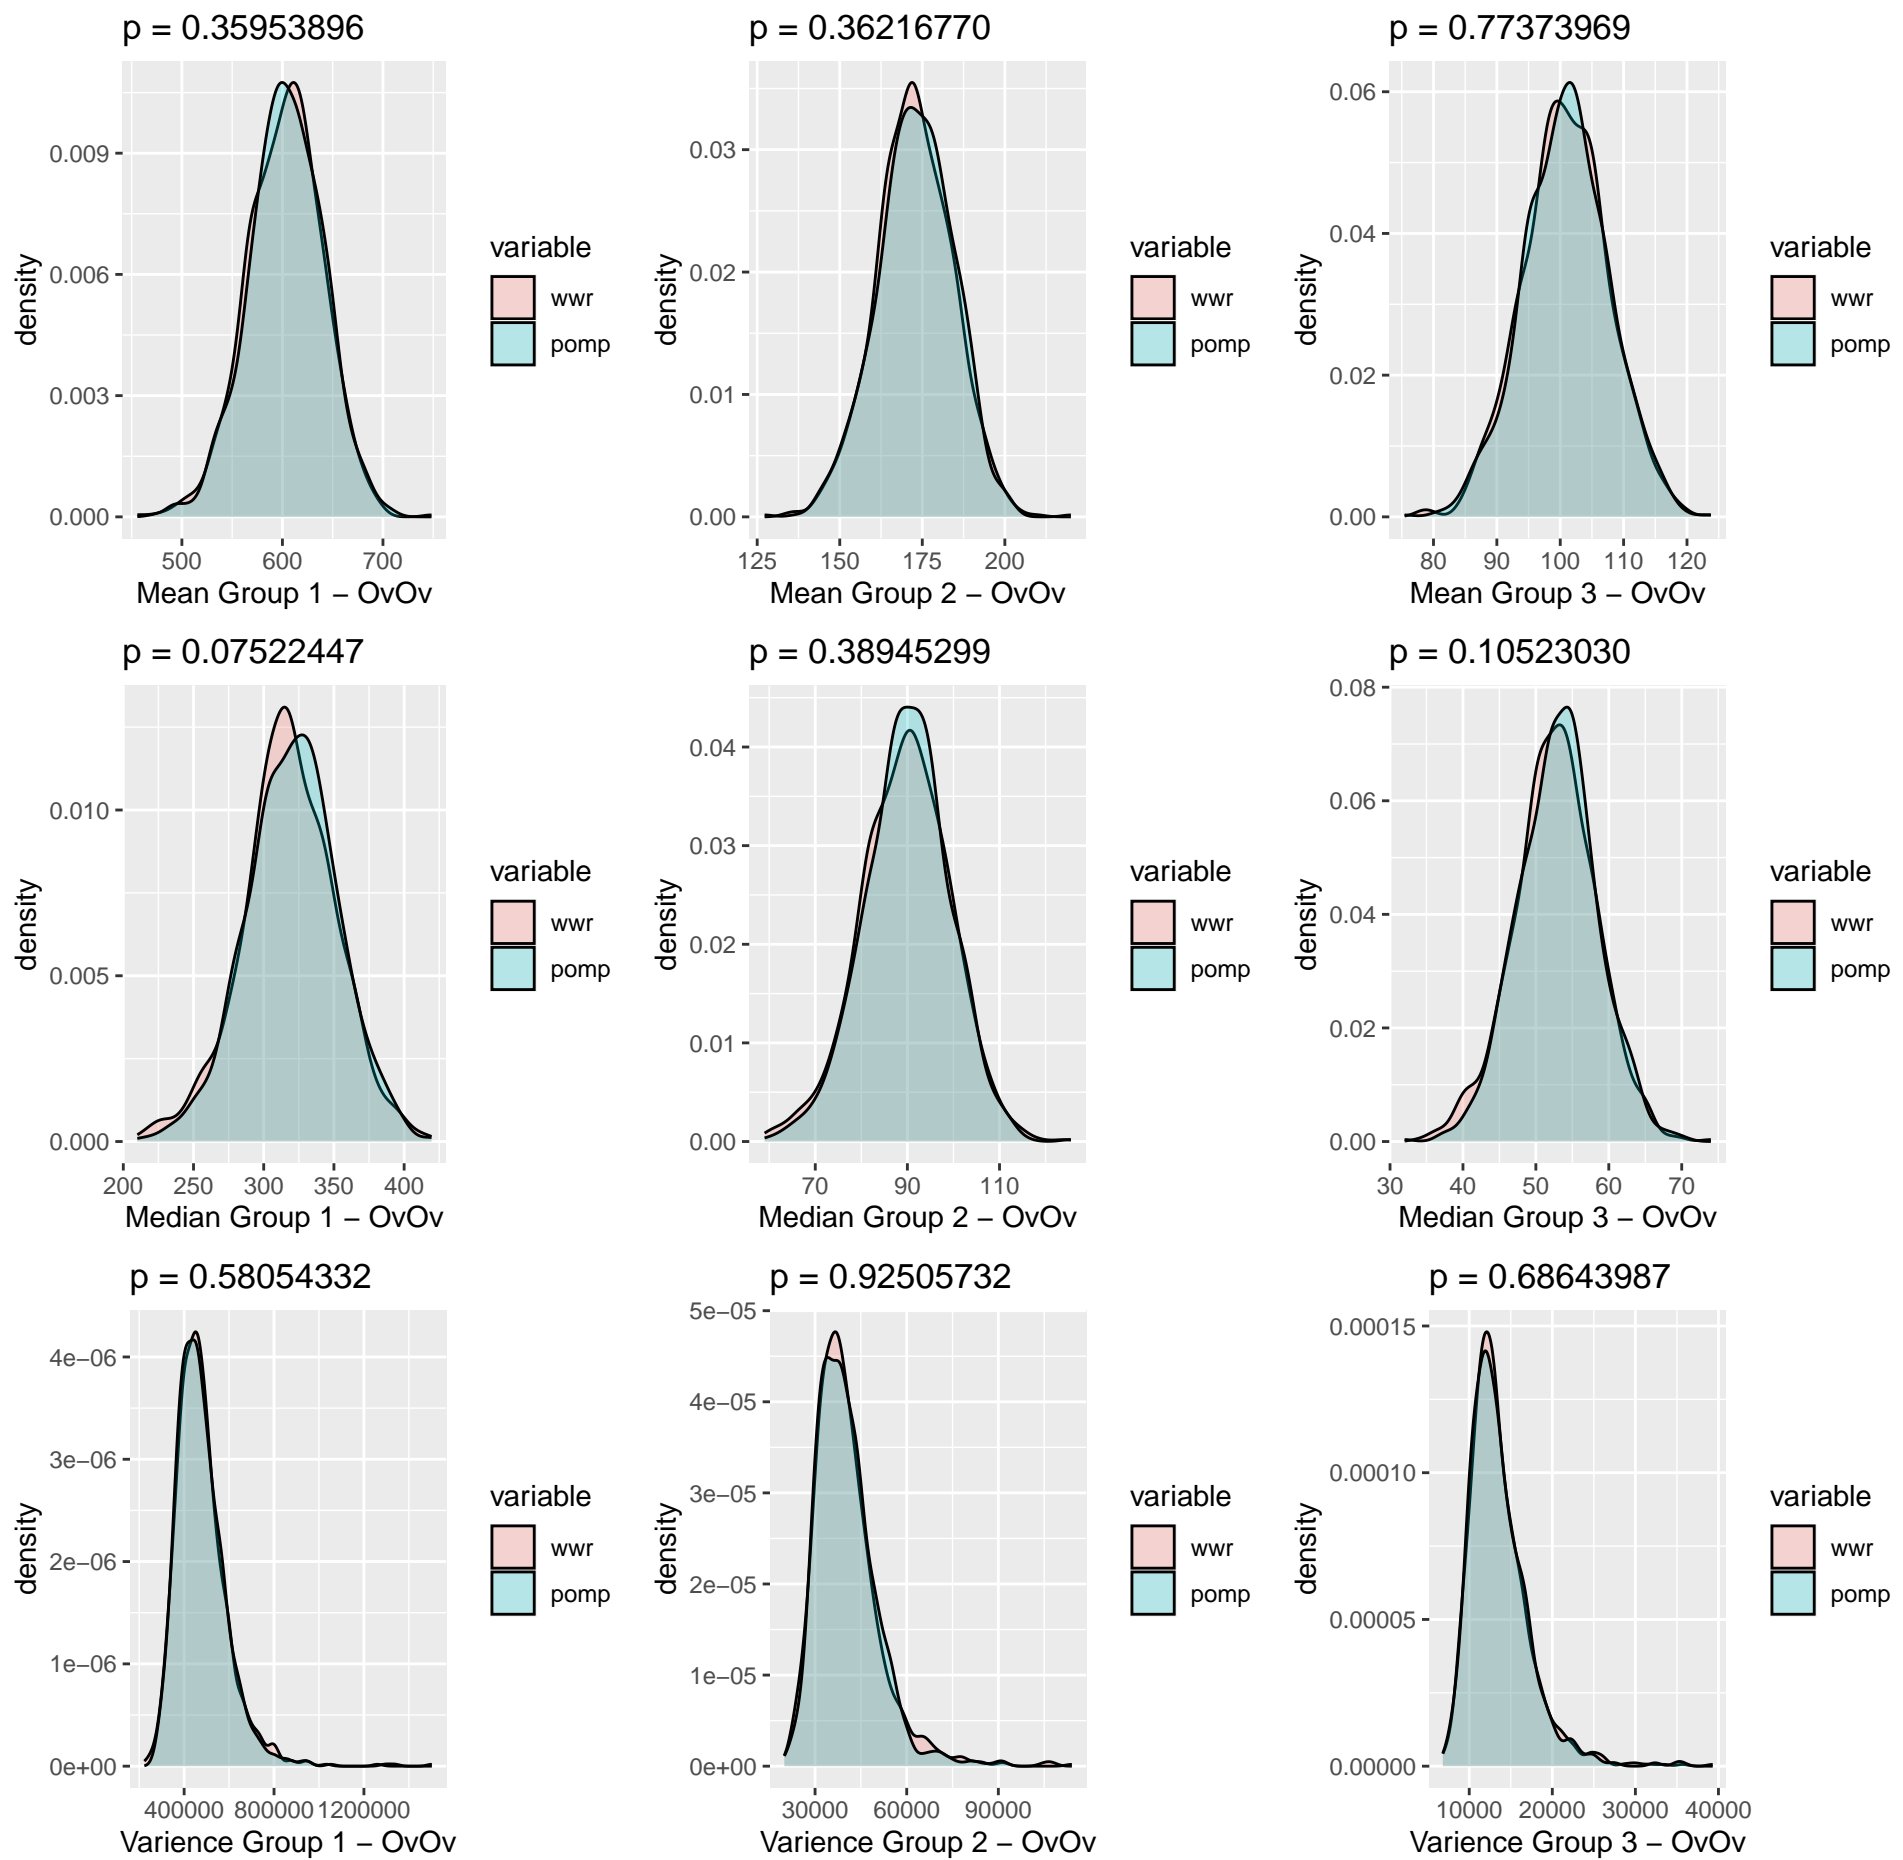 p = 0.35953896
0.009
0.006
0.003
0.000
density
500 600 700
Mean Group 1 – OvOv
variable
wwr
pomp
p = 0.36216770
0.03
0.02
0.01
0.00
density
125 150 175 200
Mean Group 2 – OvOv
variable
wwr
pomp
p = 0.77373969
0.06
0.04
0.02
0.00
density
80 90 100 110 120
Mean Group 3 – OvOv
variable
wwr
pomp
p = 0.07522447
0.010
0.005
0.000
density
200 250 300 350 400
Median Group 1 – OvOv
variable
wwr
pomp
p = 0.38945299
0.04
0.03
0.02
0.01
0.00
density
70 90 110
Median Group 2 – OvOv
variable
wwr
pomp
p = 0.10523030
0.08
0.06
0.04
0.02
0.00
density
30 40 50 60 70
Median Group 3 – OvOv
variable
wwr
pomp
p = 0.58054332
4e−06
3e−06
2e−06
1e−06
0e+00
density
400000 800000 1200000
Varience Group 1 – OvOv
variable
wwr
pomp
p = 0.92505732
5e−05
4e−05
3e−05
2e−05
1e−05
0e+00
density
30000 60000 90000
Varience Group 2 – OvOv
variable
wwr
pomp
p = 0.68643987
0.00015
0.00010
0.00005
0.00000
density
10000 20000 30000 40000
Varience Group 3 – OvOv
variable
wwr
pomp